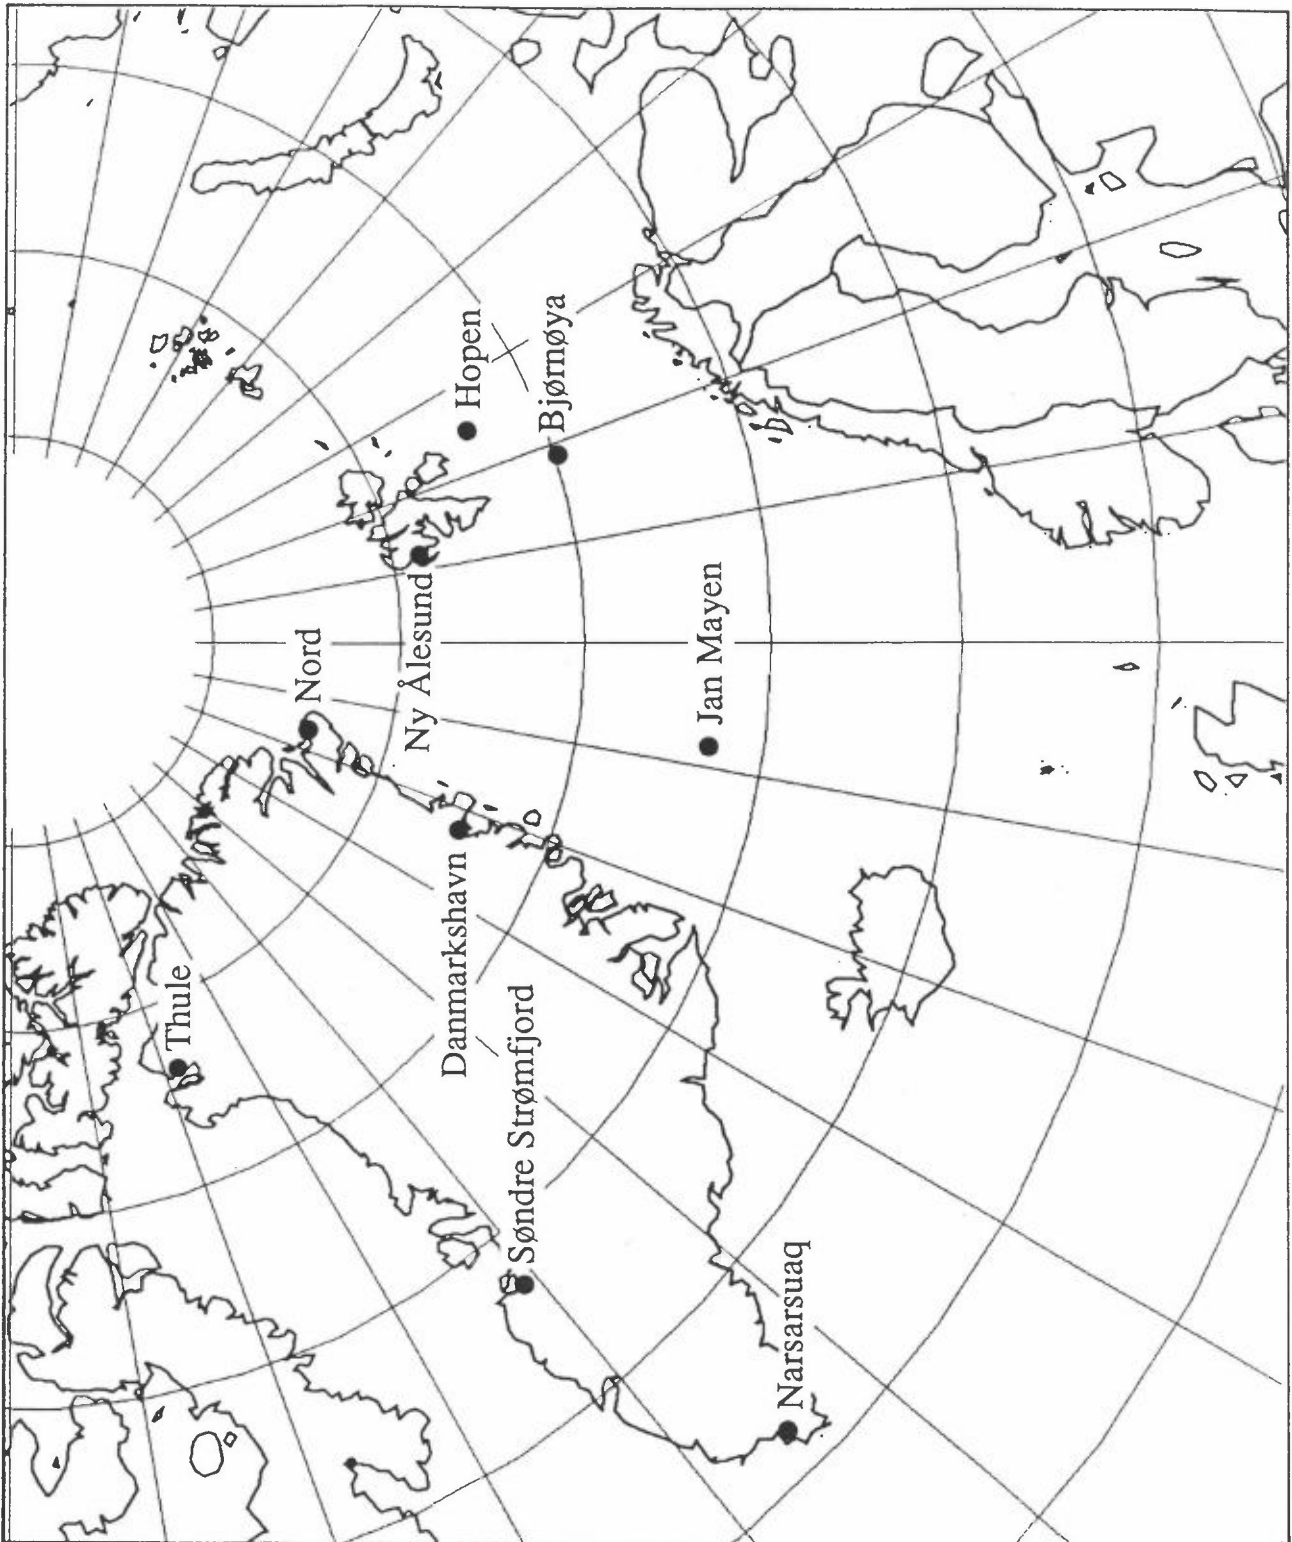 Hopen
Bjørnøya
Nord
Ny Ålesund
Jan Mayen
Danmarkshavn
Thule
Søndre Strømfjord
Narsarsuaq